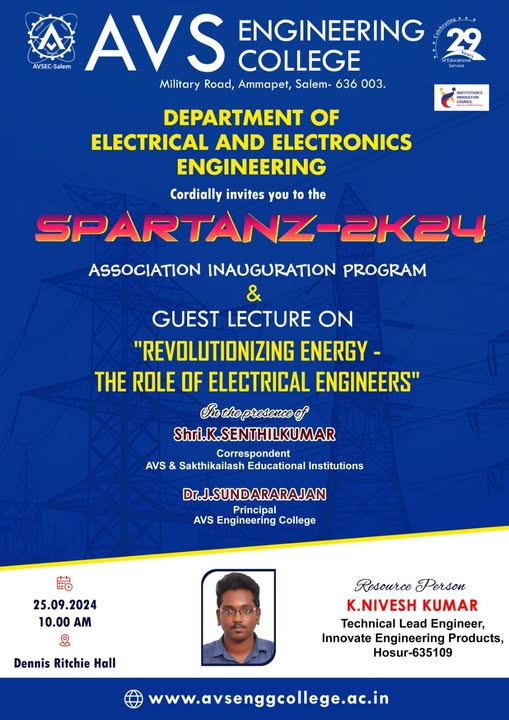 AVSEC-Salem
AVS
ENGINEERING
COLLEGE
Military Road, Ammapet, Salem- 636 003.
Celebrating
29
Years
Of Educational
Service
INSTITUTION'S
INNOVATION
COUNCIL
DEPARTMENT OF
ELECTRICAL AND ELECTRONICS
ENGINEERING
Cordially invites you to the
SPARTANZ-2K24
ASSOCIATION INAUGURATION PROGRAM
&
GUEST LECTURE ON
"REVOLUTIONIZING ENERGY -
THE ROLE OF ELECTRICAL ENGINEERS"
In the presence of
Shri.K.SENTHILKUMAR
Correspondent
AVS & Sakthikailash Educational Institutions
Dr.J.SUNDARARAJAN
Principal
AVS Engineering College
25.09.2024
10.00 AM
Dennis Ritchie Hall
Resource Person
K.NIVESH KUMAR
Technical Lead Engineer,
Innovate Engineering Products,
Hosur-635109
www.avsenggcollege.ac.in